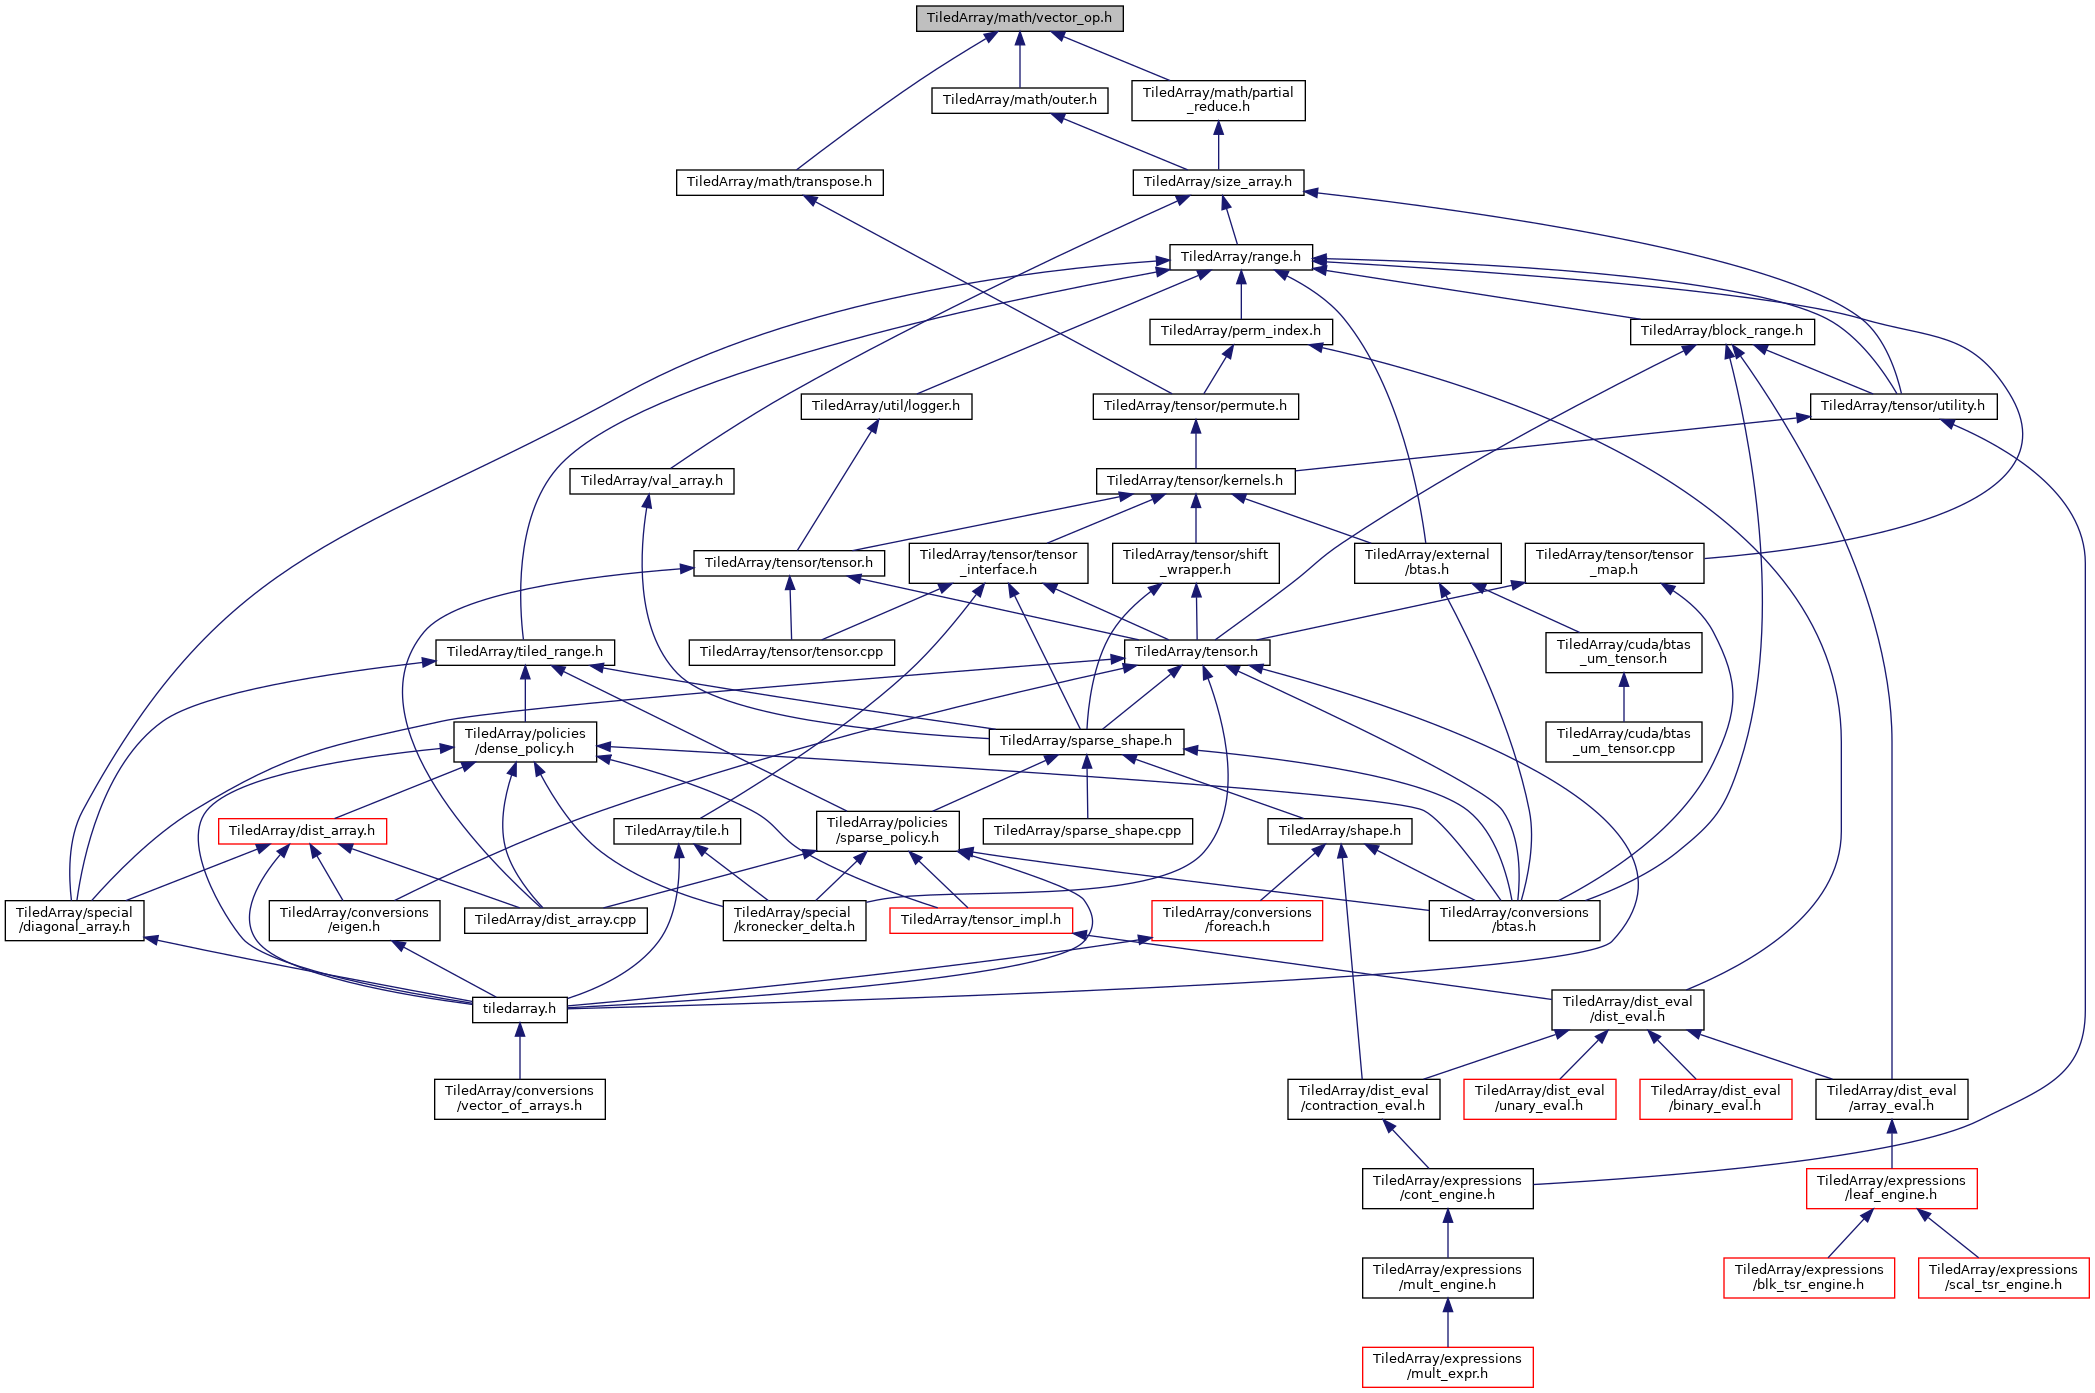 TiledArray/math/vector_op.h
TiledArray/math/outer.h
TiledArray/math/partial
_reduce.h
TiledArray/math/transpose.h
TiledArray/size_array.h
TiledArray/range.h
TiledArray/perm_index.h
TiledArray/block_range.h
TiledArray/util/logger.h
TiledArray/tensor/permute.h
TiledArray/tensor/utility.h
TiledArray/val_array.h
TiledArray/tensor/kernels.h
TiledArray/tensor/tensor.h
TiledArray/tensor/tensor
_interface.h
TiledArray/tensor/shift
_wrapper.h
TiledArray/external
/btas.h
TiledArray/tensor/tensor
_map.h
TiledArray/tiled_range.h
TiledArray/tensor/tensor.cpp
TiledArray/tensor.h
TiledArray/cuda/btas
_um_tensor.h
TiledArray/policies
/dense_policy.h
TiledArray/sparse_shape.h
TiledArray/cuda/btas
_um_tensor.cpp
TiledArray/dist_array.h
TiledArray/tile.h
TiledArray/policies
/sparse_policy.h
TiledArray/sparse_shape.cpp
TiledArray/shape.h
TiledArray/special
/diagonal_array.h
TiledArray/conversions
/eigen.h
TiledArray/dist_array.cpp
TiledArray/special
/kronecker_delta.h
TiledArray/tensor_impl.h
TiledArray/conversions
/foreach.h
TiledArray/conversions
/btas.h
tiledarray.h
TiledArray/dist_eval
/dist_eval.h
TiledArray/conversions
/vector_of_arrays.h
TiledArray/dist_eval
/contraction_eval.h
TiledArray/dist_eval
/unary_eval.h
TiledArray/dist_eval
/binary_eval.h
TiledArray/dist_eval
/array_eval.h
TiledArray/expressions
/cont_engine.h
TiledArray/expressions
/leaf_engine.h
TiledArray/expressions
/mult_engine.h
TiledArray/expressions
/blk_tsr_engine.h
TiledArray/expressions
/scal_tsr_engine.h
TiledArray/expressions
/mult_expr.h